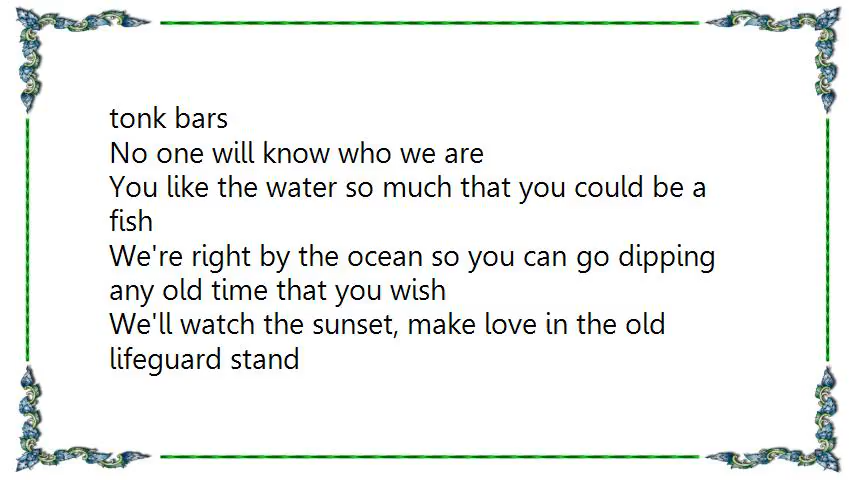 tonk bars
No one will know who we are
You like the water so much that you could be a
fish
We're right by the ocean so you can go dipping
any old time that you wish
We'll watch the sunset, make love in the old
lifeguard stand